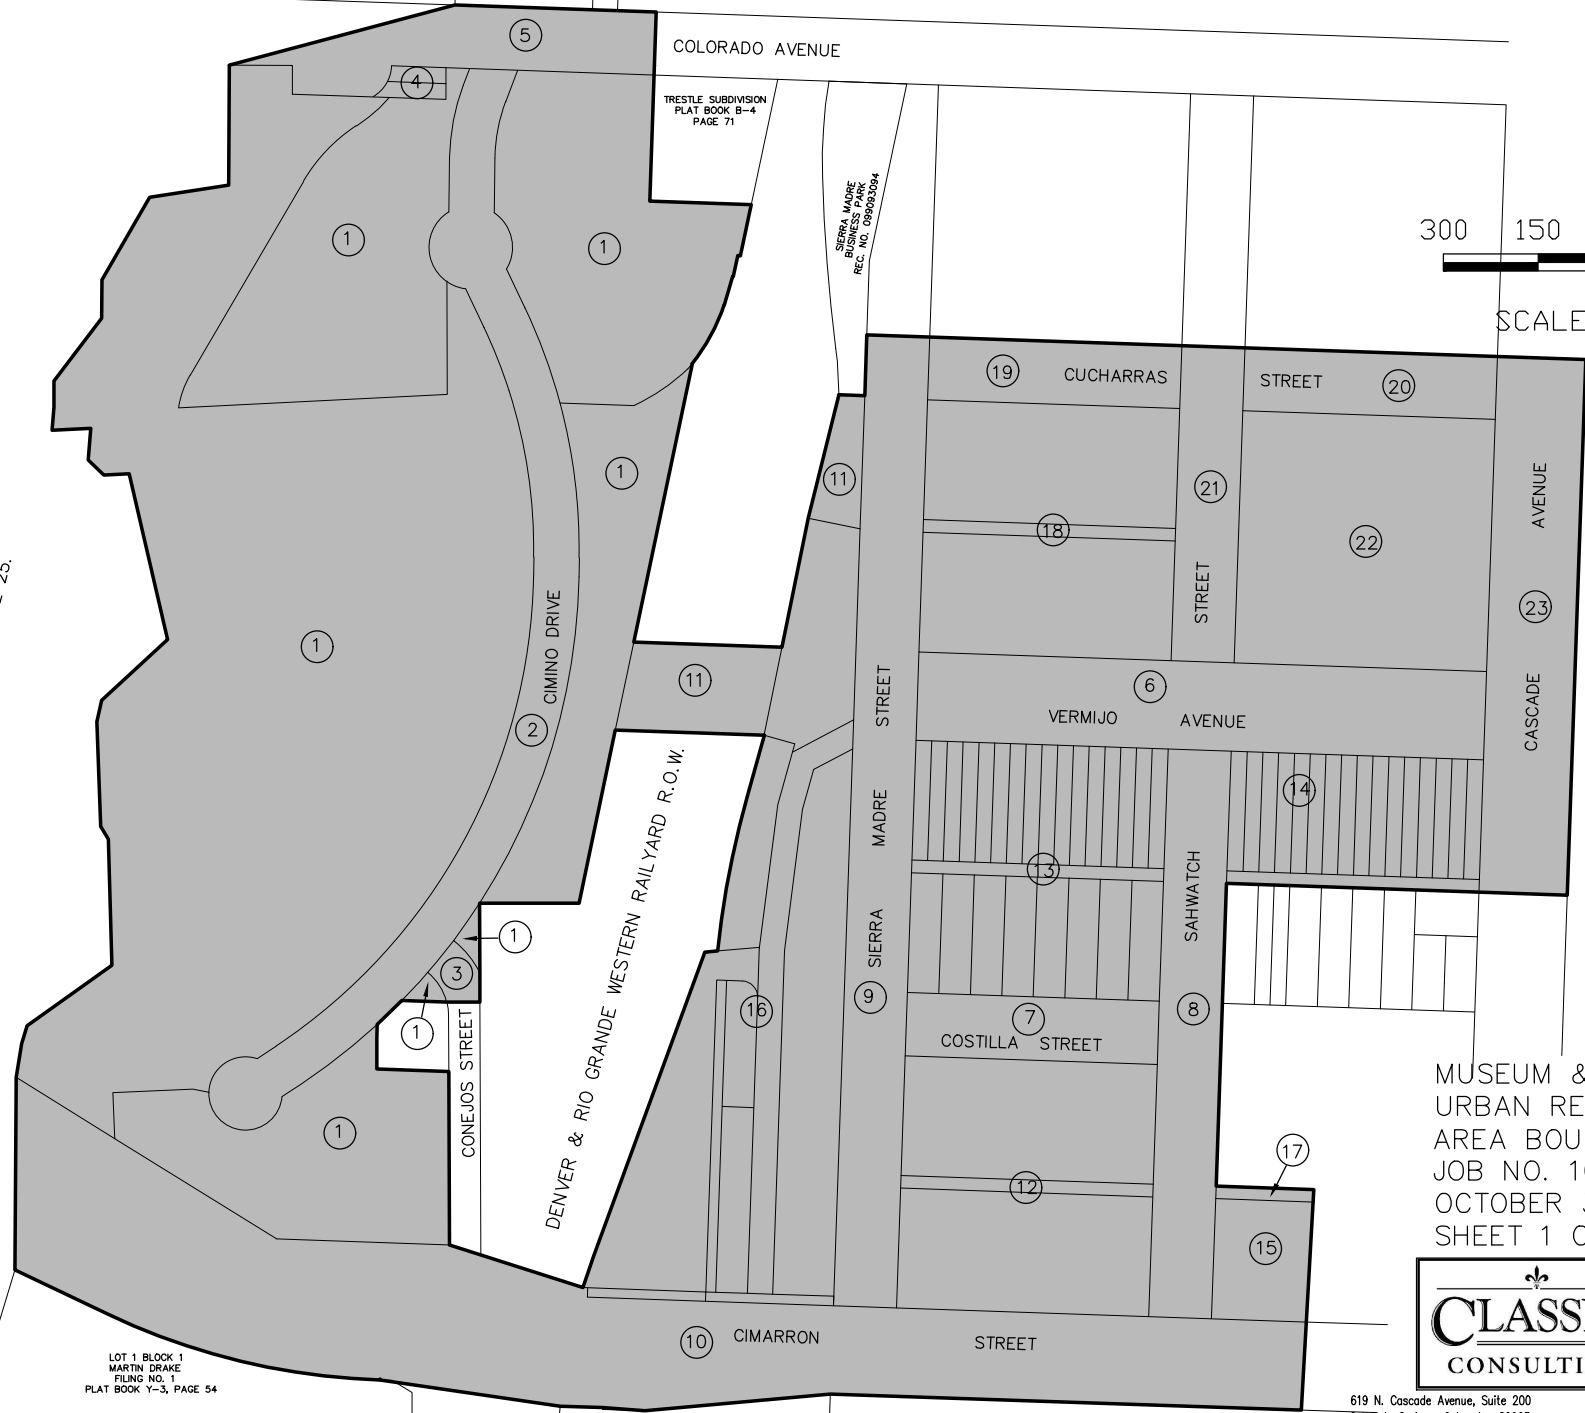 5
COLORADO AVENUE
4
TRESTLE SUBDIVISION
PLAT BOOK B-4
PAGE 71
SIERRA MADRE
BUSINESS PARK
REC. NO. 099093094
1
1
300 150
SCALE
19
CUCHARRAS STREET
20
1
11
21
18
22
AVENUE
25.
STREET
23
CIMINO DRIVE
1
11
STREET
6
CASCADE
2
VERMIJO AVENUE
DENVER & RIO GRANDE WESTERN RAILYARD R.O.W.
14
MADRE
13
SAHWATCH
1
SIERRA
3
9
16
8
7
1
CONEJOS STREET
COSTILLA STREET
MUSEUM &
URBAN RE
AREA BOU
1
17
JOB NO. 1
12
OCTOBER
SHEET 1
15
CLASSI
CONSULTI
10
CIMARRON STREET
LOT 1 BLOCK 1
MARTIN DRAKE
FILING NO. 1
PLAT BOOK Y-3, PAGE 54
619 N. Cascade Avenue, Suite 200